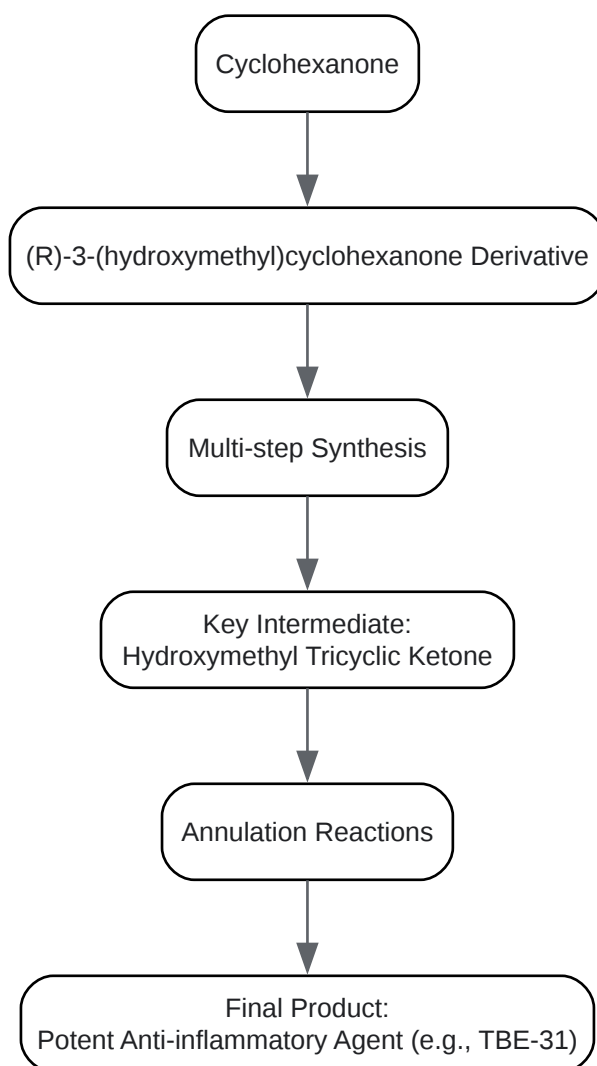 Cyclohexanone
(R)-3-(hydroxymethyl)cyclohexanone Derivative
Multi-step Synthesis
Key Intermediate:
Hydroxymethyl Tricyclic Ketone
Annulation Reactions
Final Product:
Potent Anti-inflammatory Agent (e.g., TBE-31)